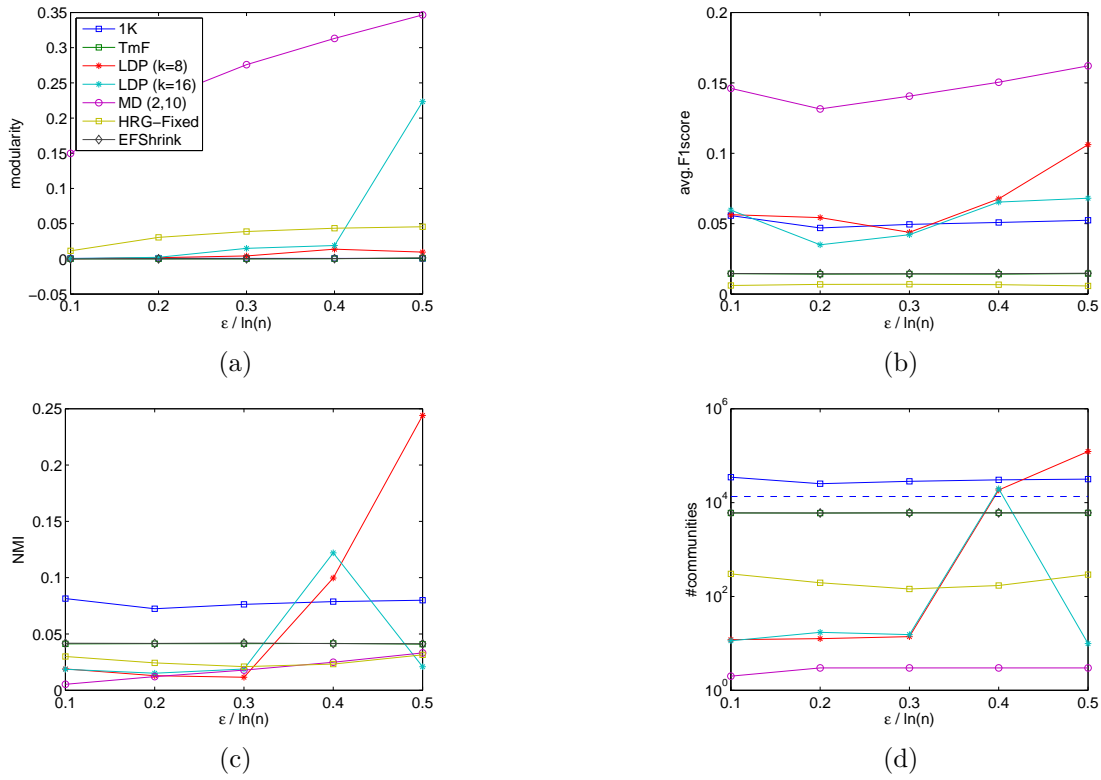 0.35
0.3
0.25
0.2
0.15
0.1
0.05
0
−0.05
modularity
1K
TmF
LDP (k=8)
LDP (k=16)
MD (2,10)
HRG−Fixed
EFShrink
0.1 0.2 0.3 0.4 0.5
ε / ln(n)
(a)
0.2
0.15
0.1
0.05
0
avg.F1score
0.1 0.2 0.3 0.4 0.5
ε / ln(n)
(b)
0.25
0.2
0.15
0.1
0.05
0
NMI
0.1 0.2 0.3 0.4 0.5
ε / ln(n)
(c)
10^6
10^4
10^2
10^0
#communities
0.1 0.2 0.3 0.4 0.5
ε / ln(n)
(d)